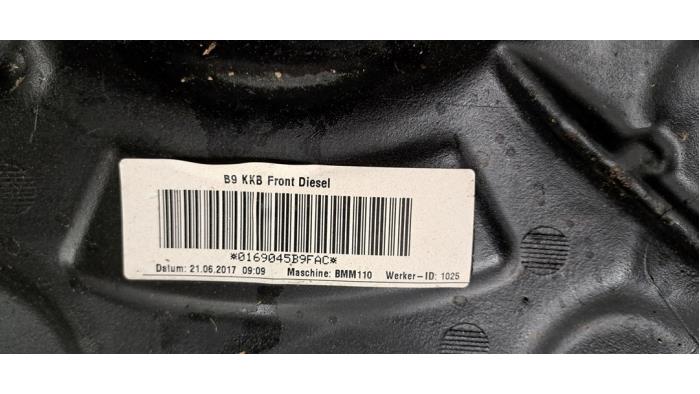 B9 KKB Front Diesel
*0169045B9FAC*
Datum: 21.06.2017 09:09 Maschine: BMM110 Werker-ID: 1025